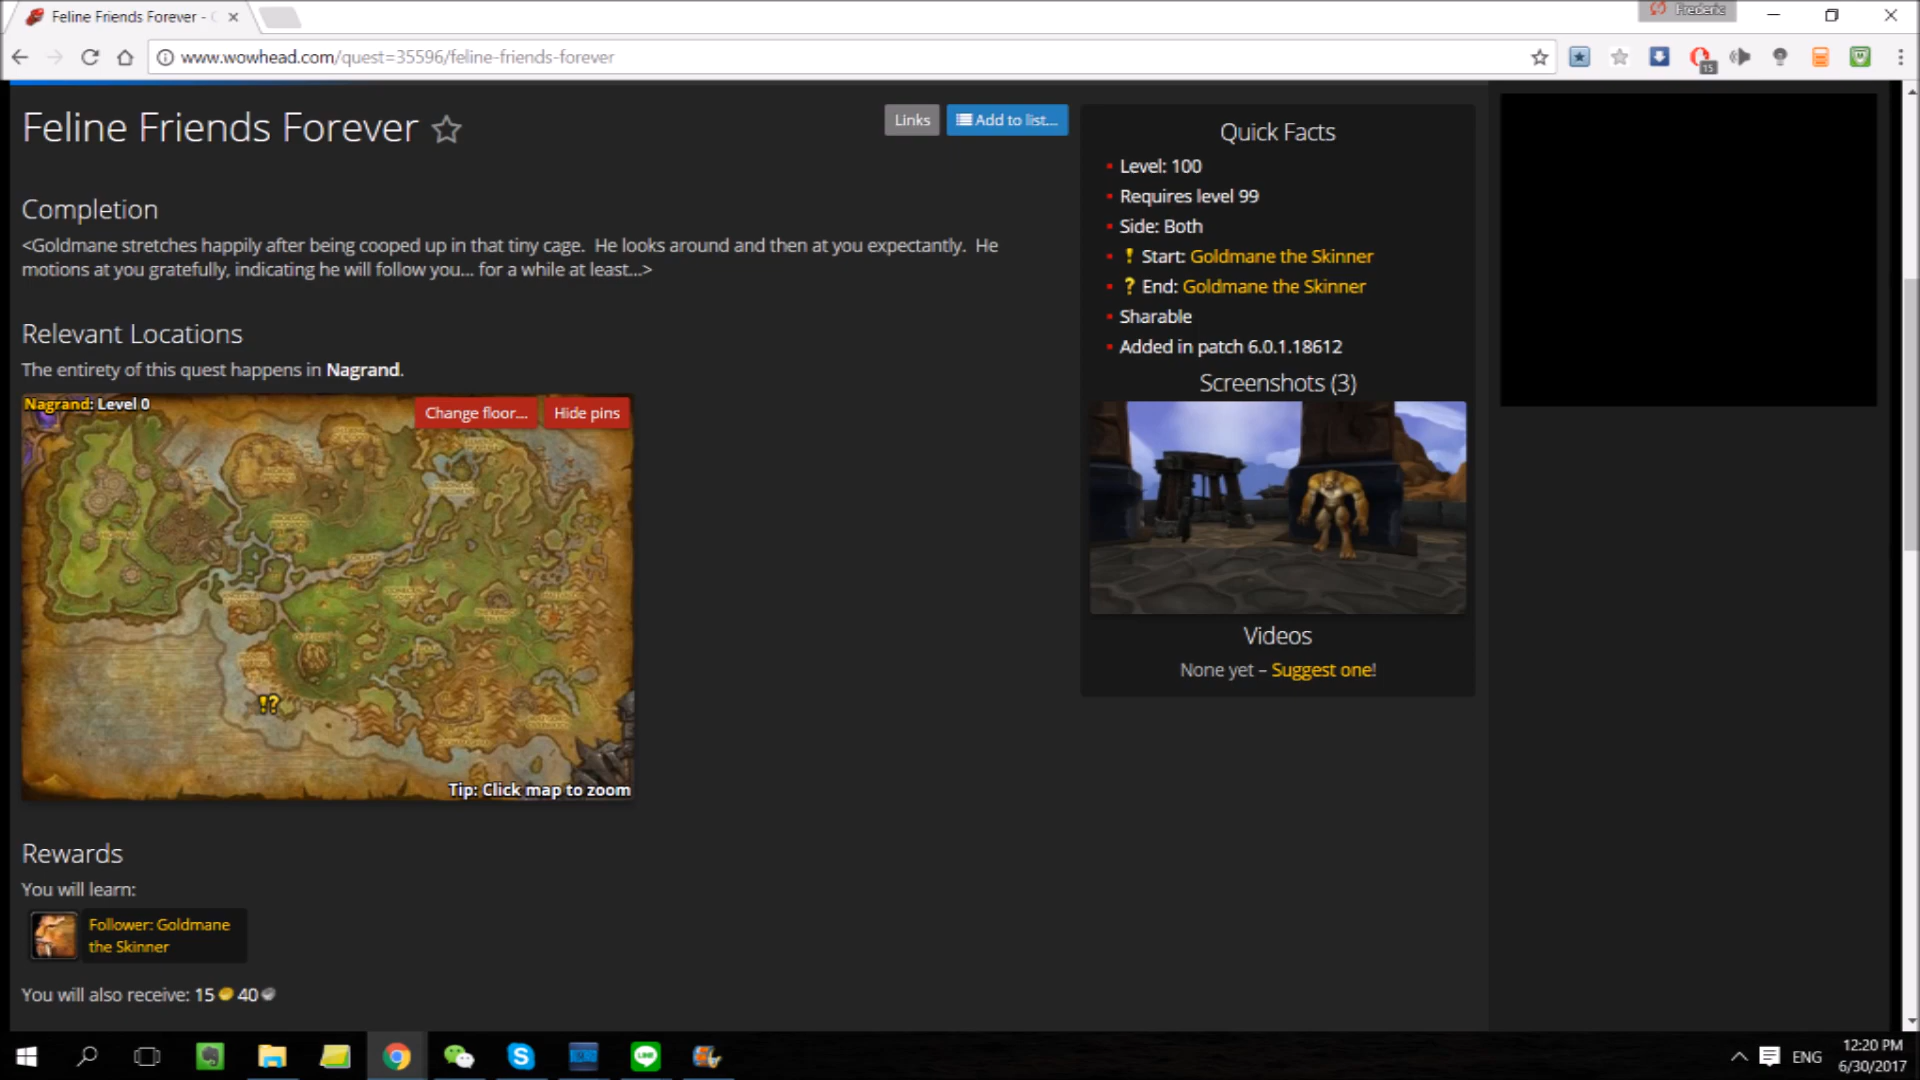 Feline Friends Forever -
Frederic
www.wowhead.com/quest=35596/feline-friends-forever
15
Feline Friends Forever
Links
Add to list...
Completion
<Goldmane stretches happily after being cooped up in that tiny cage.  He looks around and then at you expectantly.  He
motions at you gratefully, indicating he will follow you... for a while at least...>
Relevant Locations
The entirety of this quest happens in Nagrand.
Nagrand: Level 0
Change floor...
Hide pins
!?
Tip: Click map to zoom
Rewards
You will learn:
Follower: Goldmane
the Skinner
You will also receive: 15 40
Quick Facts
Level: 100
Requires level 99
Side: Both
! Start: Goldmane the Skinner
? End: Goldmane the Skinner
Sharable
Added in patch 6.0.1.18612
Screenshots (3)
Videos
None yet – Suggest one!
LINE
ENG
12:20 PM
6/30/2017